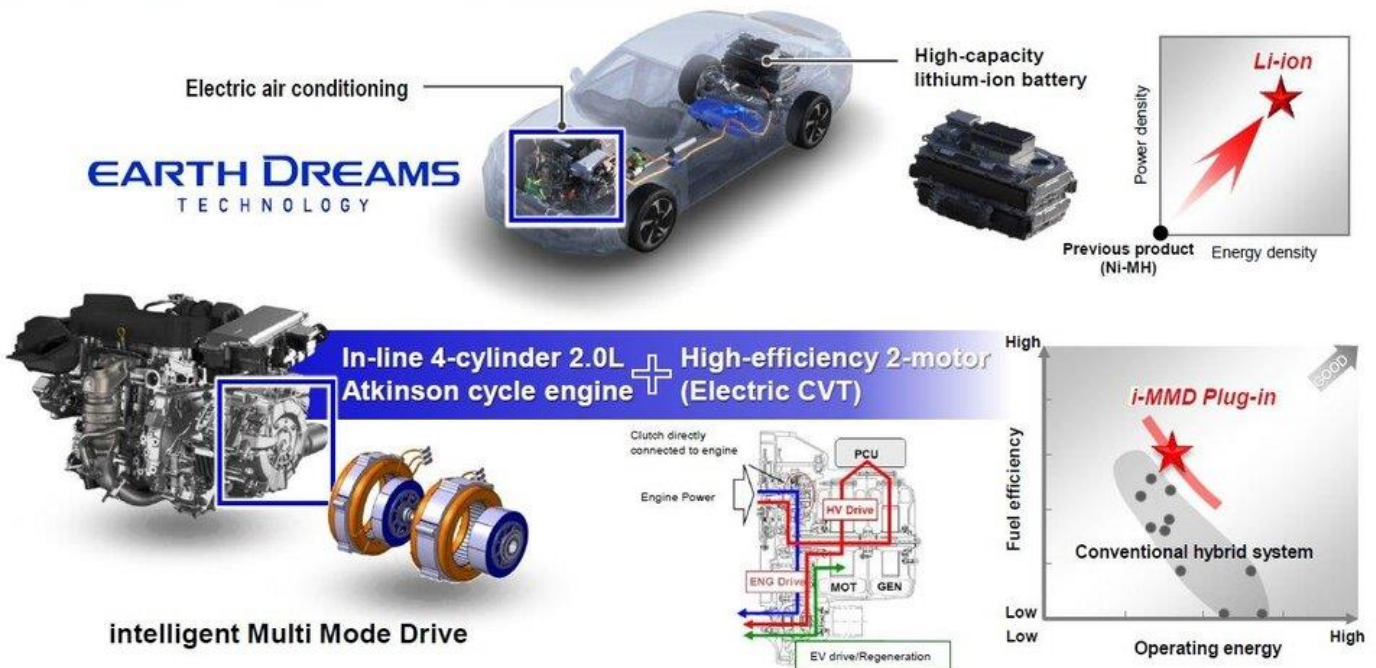 Electric air conditioning
High-capacity
lithium-ion battery
Li-ion
Power density
Previous product
(Ni-MH)
Energy density
EARTH DREAMS
TECHNOLOGY
In-line 4-cylinder 2.0L
Atkinson cycle engine
+
High-efficiency 2-motor
(Electric CVT)
intelligent Multi Mode Drive
Clutch directly
connected to engine
Engine Power
PCU
HV Drive
ENG Drive
MOT
GEN
EV drive/Regeneration
High
GOOD
i-MMD Plug-in
Fuel efficiency
Conventional hybrid system
Low
Low
Operating energy
High